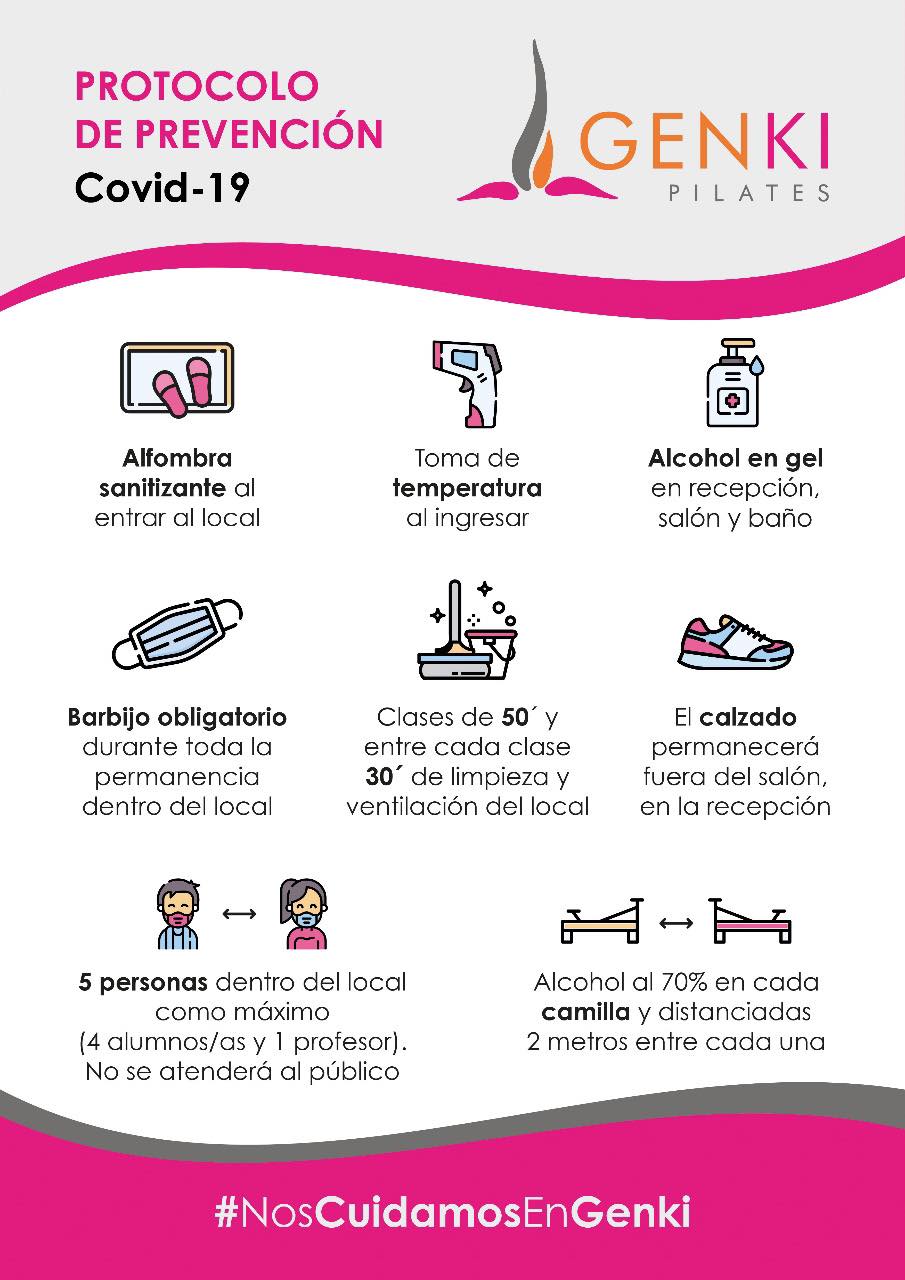 PROTOCOLO
DE PREVENCIÓN
Covid-19
GENKI
PILATES
Alfombra
sanitizante al
entrar al local
Toma de
temperatura
al ingresar
Alcohol en gel
en recepción,
salón y baño
Barbijo obligatorio
durante toda la
permanencia
dentro del local
Clases de 50´ y
entre cada clase
30´ de limpieza y
ventilación del local
El calzado
permanecerá
fuera del salón,
en la recepción
5 personas dentro del local
como máximo
(4 alumnos/as y 1 profesor).
No se atenderá al público
Alcohol al 70% en cada
camilla y distanciadas
2 metros entre cada una
#NosCuidamosEnGenki